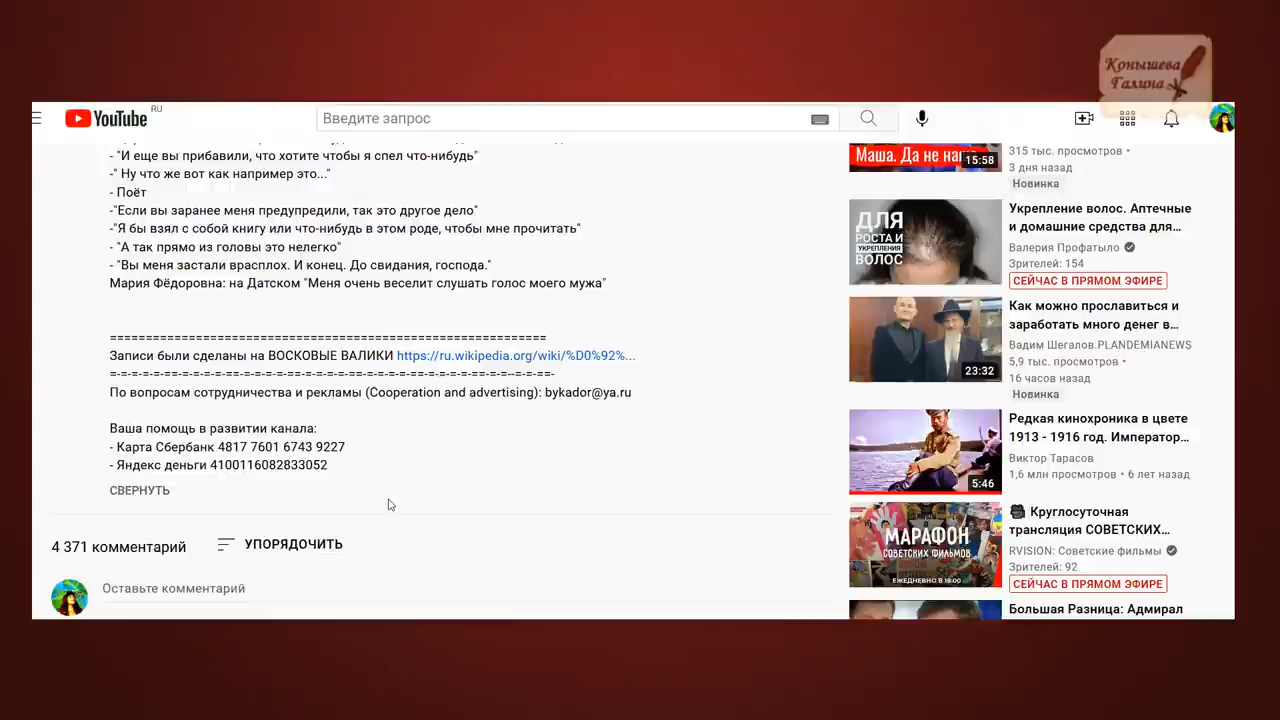 Конышева
Галина
YouTube RU
Введите запрос
- "И еще вы прибавили, что хотите чтобы я спел что-нибудь"
-" Ну что же вот как например это..."
- Поёт
-"Если вы заранее меня предупредили, так это другое дело"
-"Я бы взял с собой книгу или что-нибудь в этом роде, чтобы мне прочитать"
- "А так прямо из головы это нелегко"
- "Вы меня застали врасплох. И конец. До свидания, господа."
Мария Фёдоровна: на Датском "Меня очень веселит слушать голос моего мужа"
=============================================================
Записи были сделаны на ВОСКОВЫЕ ВАЛИКИ https://ru.wikipedia.org/wiki/%D0%92%...
=-=-=-=-=-=-=-=-=-=-=-=-=-=-=-=-=-=-=-=-=-=-=-=-=-=--=-=-=--
По вопросам сотрудничества и рекламы (Cooperation and advertising): bykador@ya.ru
Ваша помощь в развитии канала:
- Карта Сбербанк 4817 7601 6743 9227
- Яндекс деньги 4100116082833052
СВЕРНУТЬ
4 371 комментарий
УПОРЯДОЧИТЬ
Оставьте комментарий
Маша. Да не
15:58
315 тыс. просмотров •
3 дня назад
Новинка
ДЛЯ
РОСТА И
УКРЕПЛЕНИЯ
ВОЛОС
Укрепление волос. Аптечные
и домашние средства для...
Валерия Профатыло
Зрителей: 154
СЕЙЧАС В ПРЯМОМ ЭФИРЕ
23:32
Как можно прославиться и
заработать много денег в...
Вадим Шегалов.PLANDEMIANEWS
5,9 тыс. просмотров •
16 часов назад
Новинка
5:46
Редкая кинохроника в цвете
1913 - 1916 год. Император...
Виктор Тарасов
1,6 млн просмотров • 6 лет назад
МАРАФОН
СОВЕТСКИХ ФИЛЬМОВ
ЕЖЕДНЕВНО В 18:00
Круглосуточная
трансляция СОВЕТСКИХ...
RVISION: Советские фильмы
Зрителей: 92
СЕЙЧАС В ПРЯМОМ ЭФИРЕ
Большая Разница: Адмирал